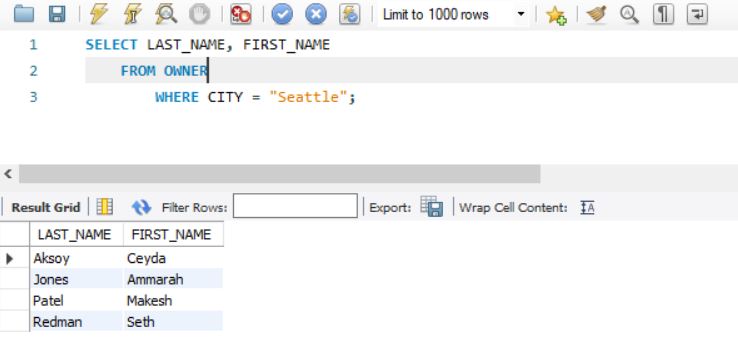 Limit to 1000 rows
1 SELECT LAST_NAME, FIRST_NAME
2 FROM OWNER
3 WHERE CITY = "Seattle";
Result Grid Filter Rows: Export: Wrap Cell Content: IA
LAST_NAME FIRST_NAME
Aksoy Ceyda
Jones Ammarah
Patel Makesh
Redman Seth